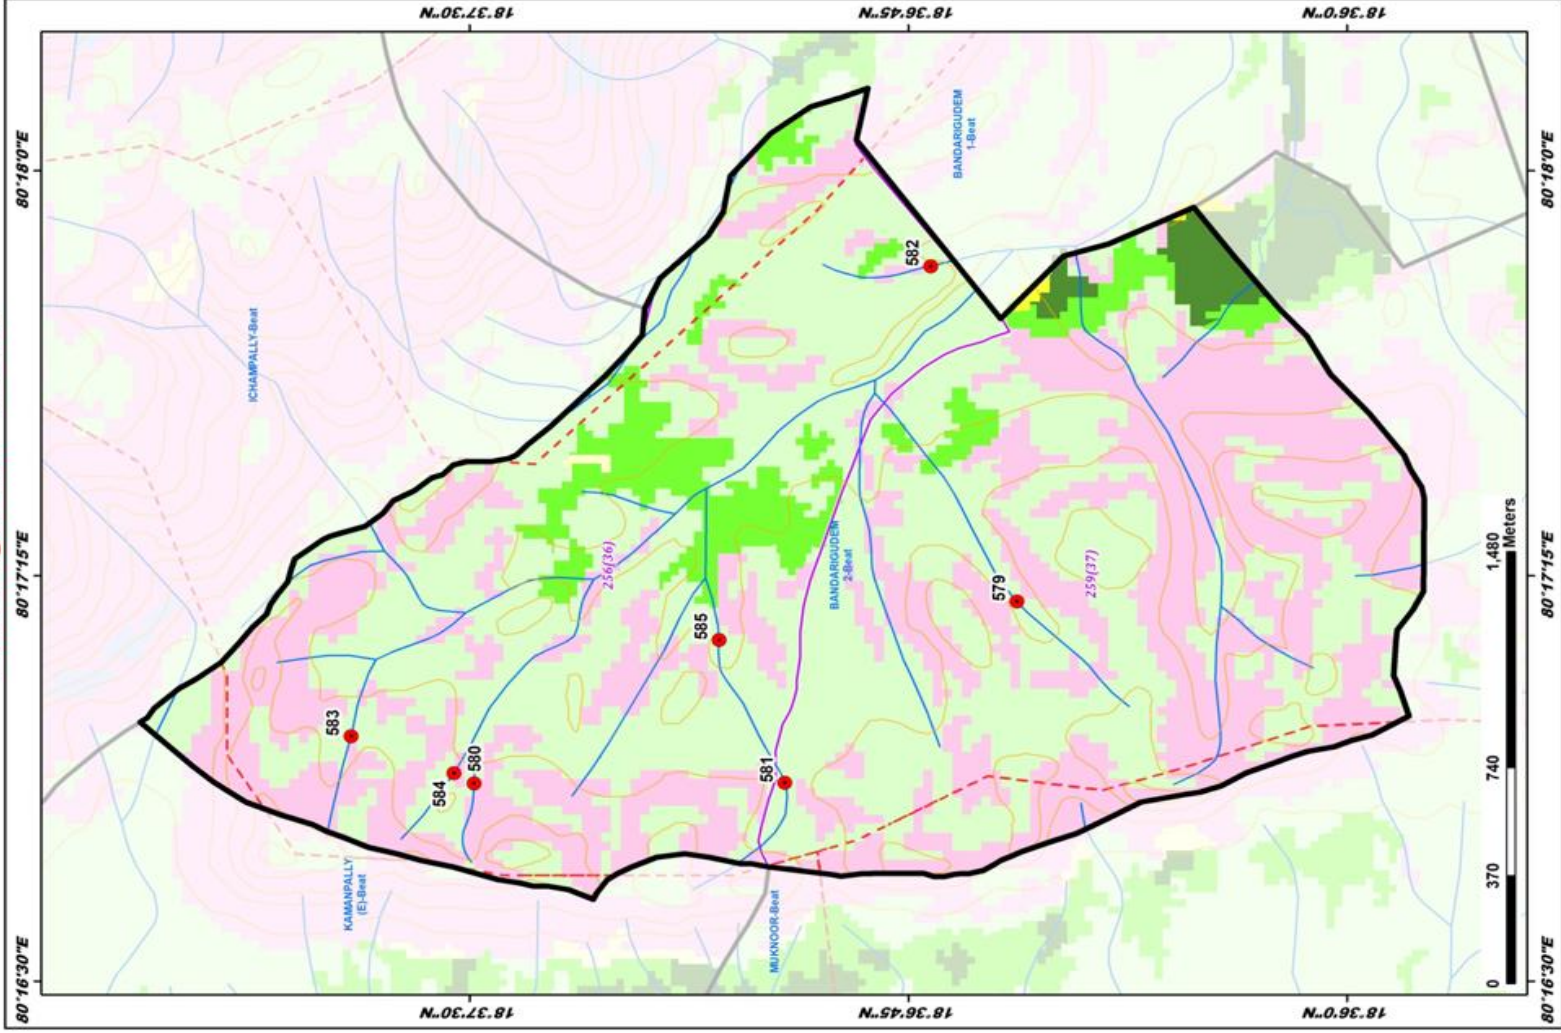 18°37'30"N
18°36'45"N
18°36'0"N
80°18'0"E
80°18'0"E
ICHAMPALLY-Beat
BANDARIGUDEM
1-Beat
582
80°17'15"E
80°17'15"E
256(36)
BANDARIGUDEM
2-Beat
259(37)
579
585
583
584
580
581
KAMANPALLY
(E)-Beat
MUKNOOR-Beat
0
370
740
1,480
Meters
80°16'30"E
80°16'30"E
18°37'30"N
18°36'45"N
18°36'0"N